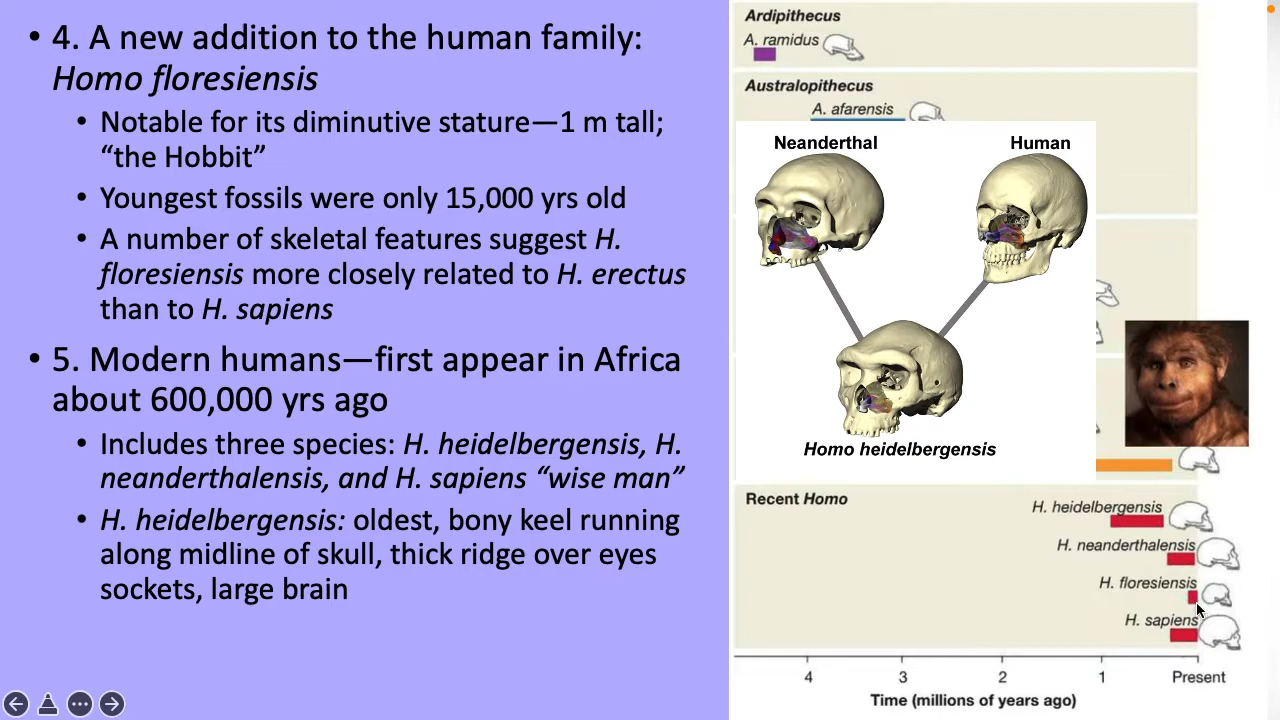 • 4. A new addition to the human family:
Homo floresiensis
• Notable for its diminutive stature—1 m tall;
“the Hobbit”
• Youngest fossils were only 15,000 yrs old
• A number of skeletal features suggest H.
floresiensis more closely related to H. erectus
than to H. sapiens
• 5. Modern humans—first appear in Africa
about 600,000 yrs ago
• Includes three species: H. heidelbergensis, H.
neanderthalensis, and H. sapiens “wise man”
• H. heidelbergensis: oldest, bony keel running
along midline of skull, thick ridge over eyes
sockets, large brain
Ardipithecus
A. ramidus
Australopithecus
A. afarensis
Neanderthal
Human
Homo heidelbergensis
Recent Homo
H. heidelbergensis
H. neanderthalensis
H. floresiensis
H. sapiens
4 3 2 1 Present
Time (millions of years ago)